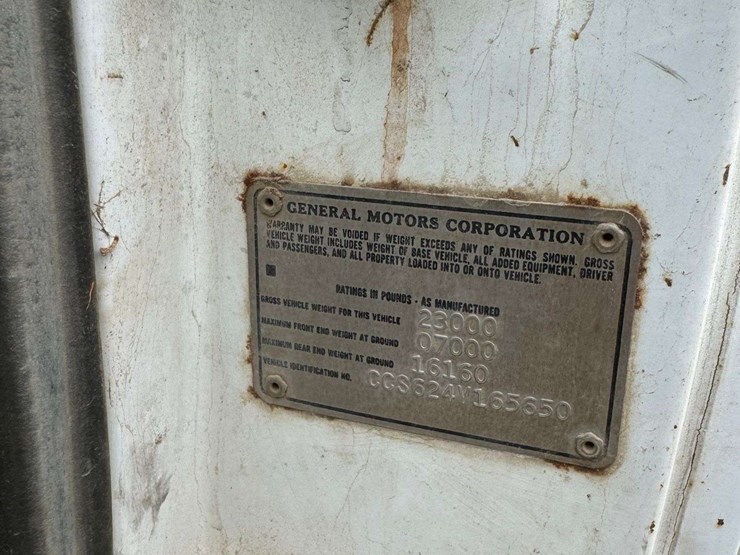 GENERAL MOTORS CORPORATION
WARRANTY MAY BE VOIDED IF WEIGHT EXCEEDS ANY OF RATINGS SHOWN. GROSS
VEHICLE WEIGHT INCLUDES WEIGHT OF BASE VEHICLE, ALL ADDED EQUIPMENT, DRIVER
AND PASSENGERS, AND ALL PROPERTY LOADED INTO OR ONTO VEHICLE.
RATINGS IN POUNDS - AS MANUFACTURED
GROSS VEHICLE WEIGHT FOR THIS VEHICLE 23000
MAXIMUM FRONT END WEIGHT AT GROUND 07000
MAXIMUM REAR END WEIGHT AT GROUND 16160
VEHICLE IDENTIFICATION NO. CCS624V165650